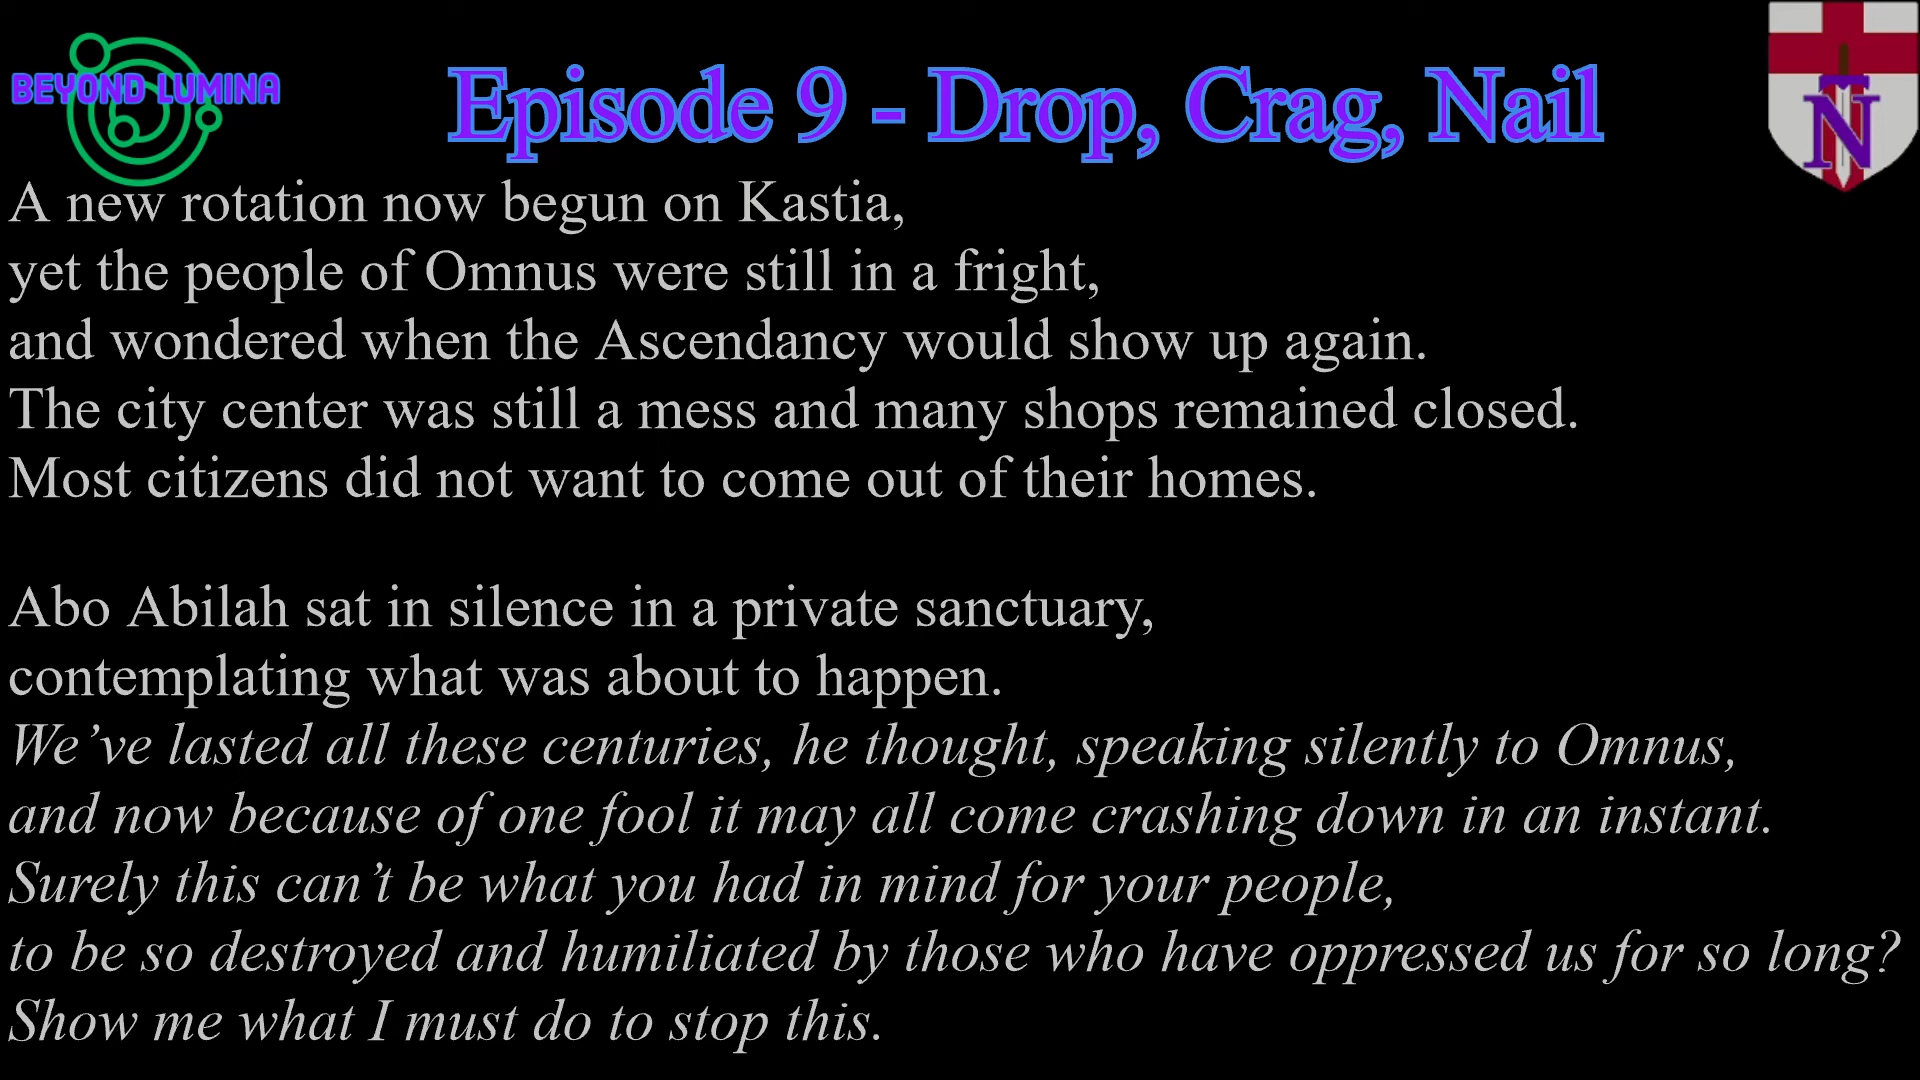 BEYOND LUMINA
Episode 9 - Drop, Crag, Nail
N
A new rotation now begun on Kastia,
yet the people of Omnus were still in a fright,
and wondered when the Ascendancy would show up again.
The city center was still a mess and many shops remained closed.
Most citizens did not want to come out of their homes.
Abo Abilah sat in silence in a private sanctuary,
contemplating what was about to happen.
We’ve lasted all these centuries, he thought, speaking silently to Omnus,
and now because of one fool it may all come crashing down in an instant.
Surely this can’t be what you had in mind for your people,
to be so destroyed and humiliated by those who have oppressed us for so long?
Show me what I must do to stop this.